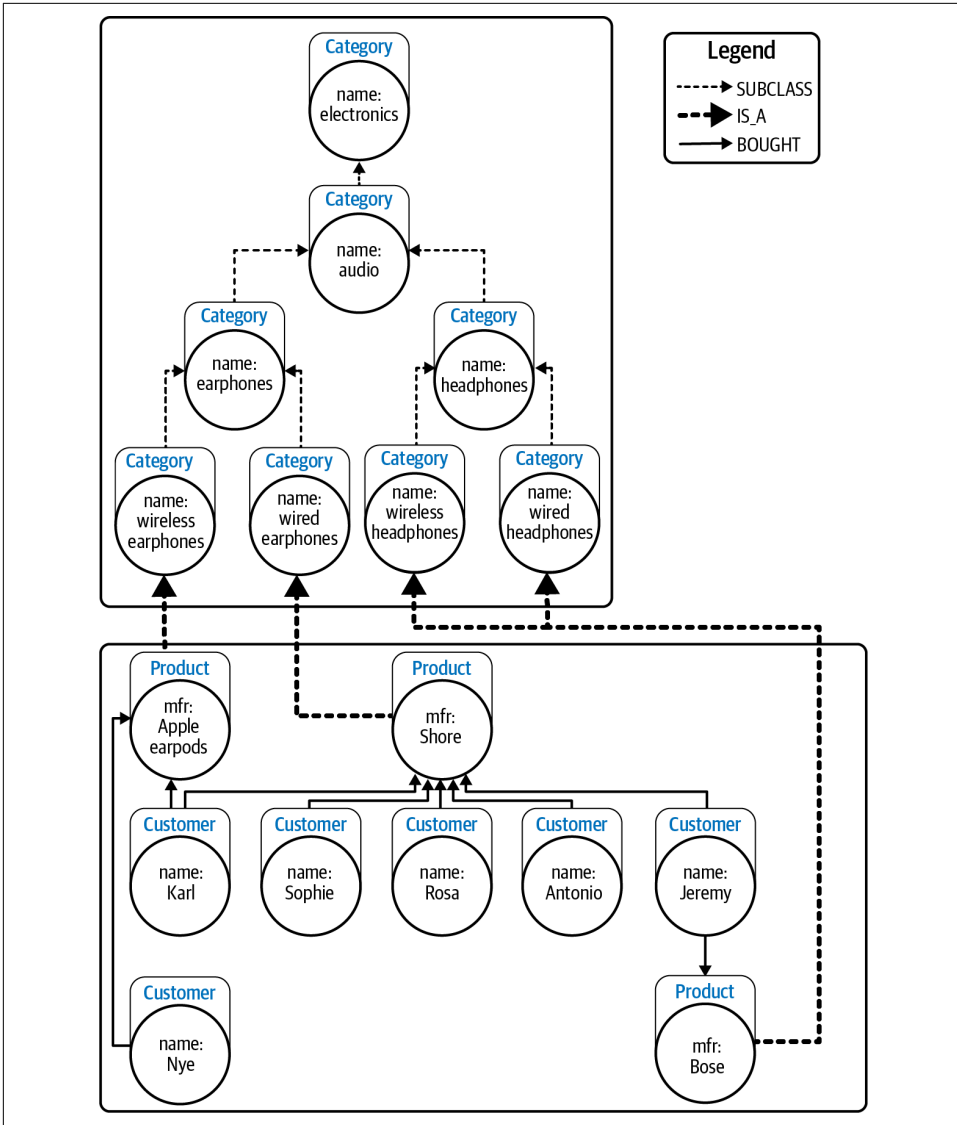 Category
name:
electronics
Legend
SUBCLASS
IS_A
BOUGHT
Category
name:
audio
Category
name:
earphones
Category
name:
headphones
Category
name:
wireless
earphones
Category
name:
wired
earphones
Category
name:
wireless
headphones
Category
name:
wired
headphones
Product
mfr:
Apple
earpods
Product
mfr:
Shore
Customer
name:
Karl
Customer
name:
Sophie
Customer
name:
Rosa
Customer
name:
Antonio
Customer
name:
Jeremy
Customer
name:
Nye
Product
mfr:
Bose